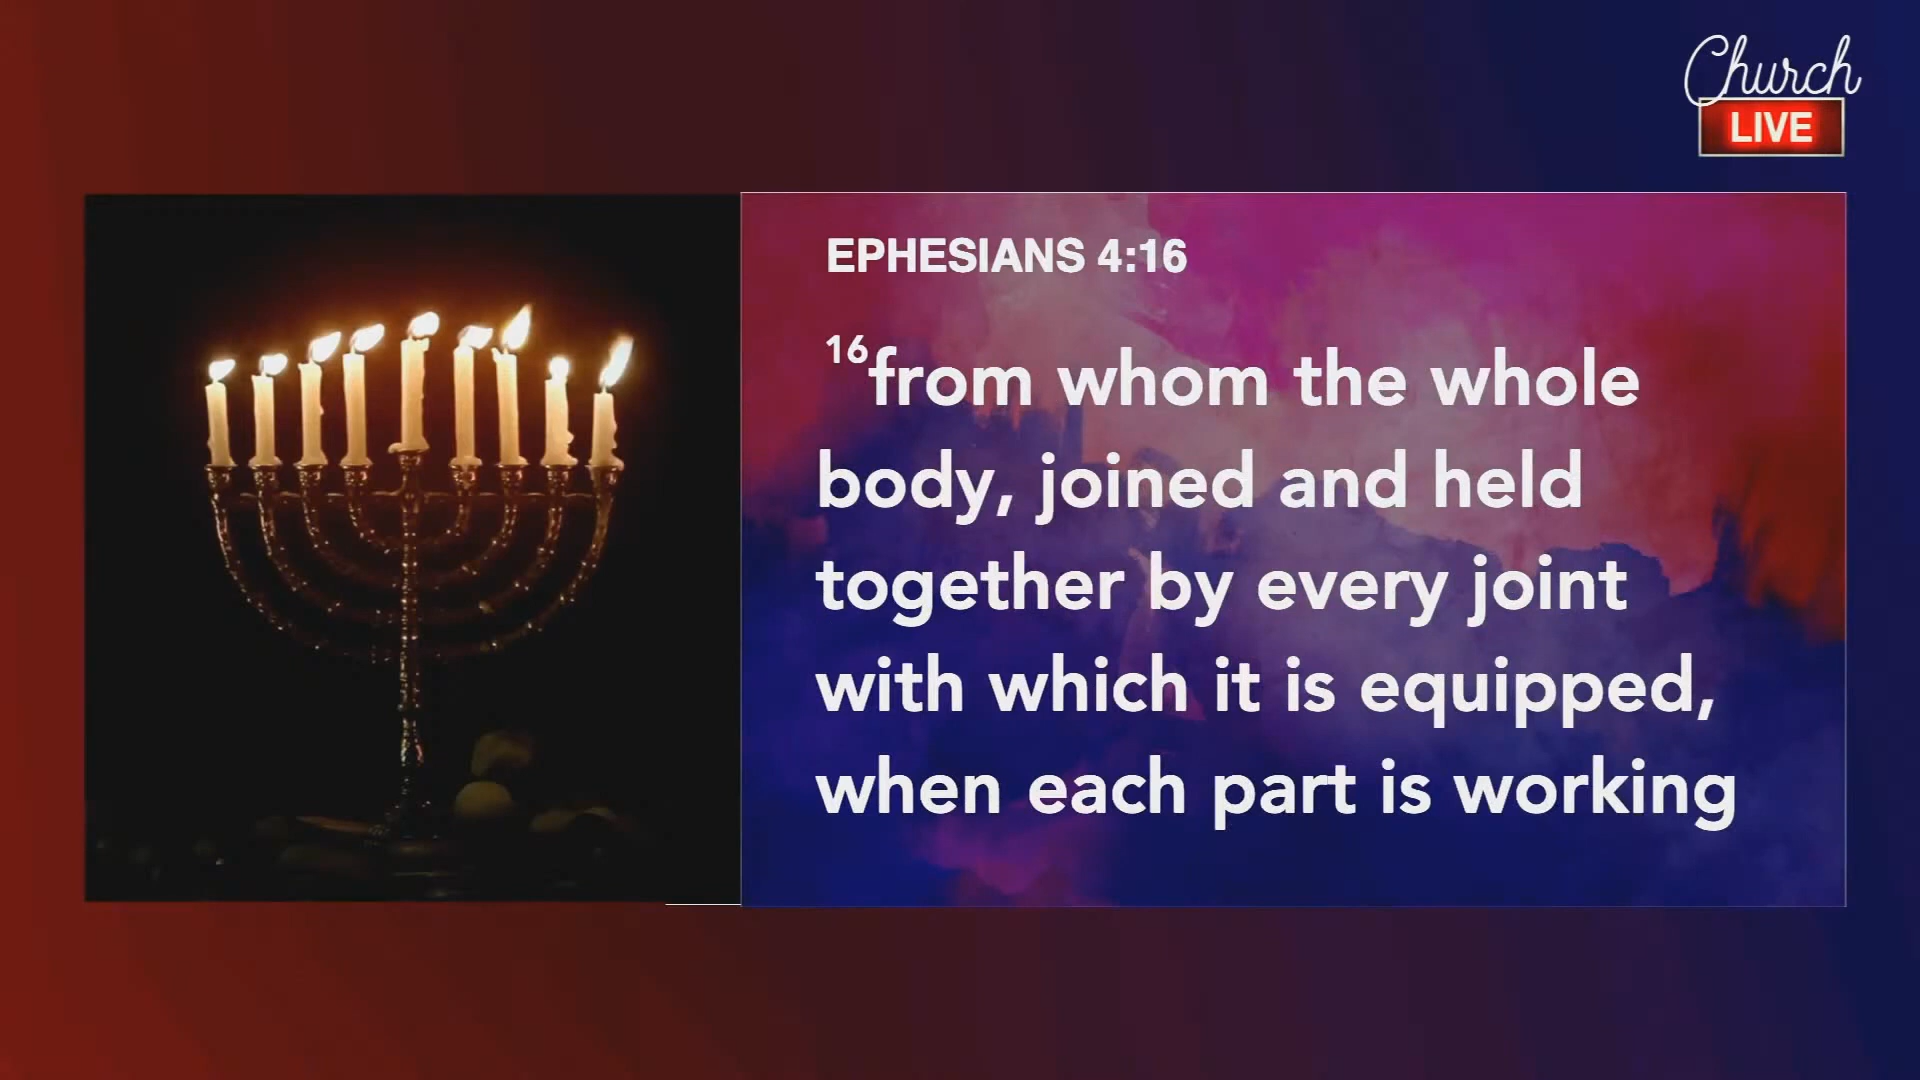 Church
LIVE
EPHESIANS 4:16
16from whom the whole
body, joined and held
together by every joint
with which it is equipped,
when each part is working